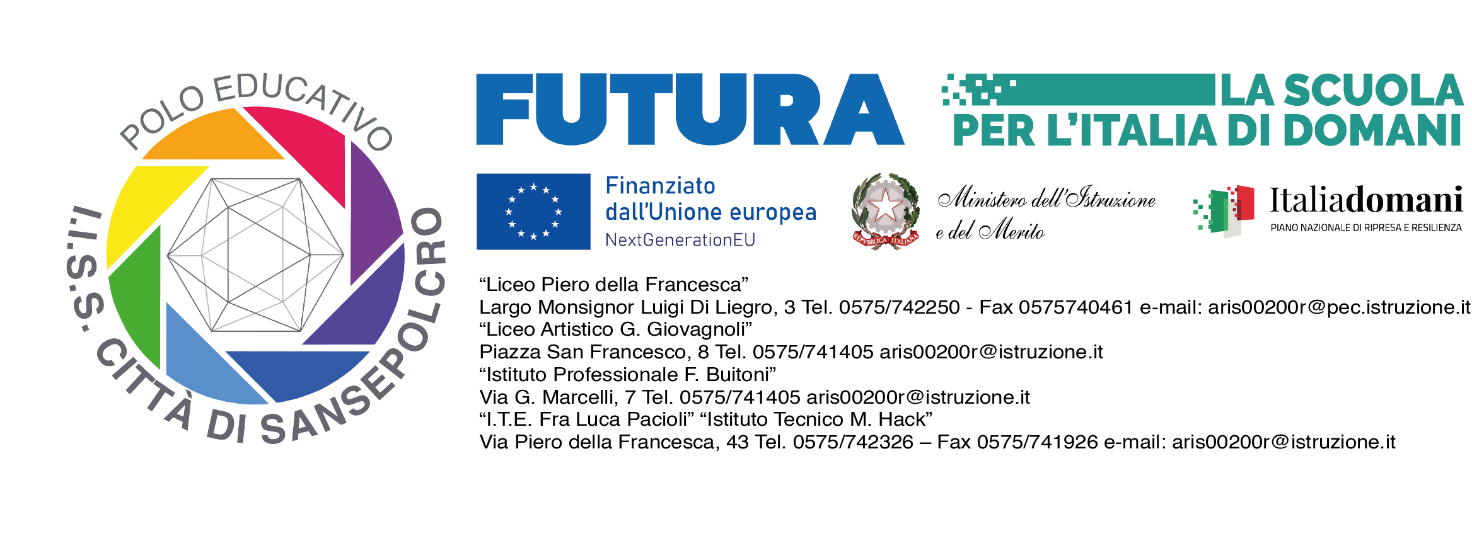 POLO EDUCATIVO
I.I.S.S. CITTÀ DI SANSEPOLCRO
FUTURA
LA SCUOLA
PER L'ITALIA DI DOMANI
Finanziato
dall'Unione europea
NextGenerationEU
Ministero dell'Istruzione
e del Merito
REPUBBLICA ITALIANA
Italiadomani
PIANO NAZIONALE DI RIPRESA E RESILIENZA
“Liceo Piero della Francesca”
Largo Monsignor Luigi Di Liegro, 3 Tel. 0575/742250 - Fax 0575740461 e-mail: aris00200r@pec.istruzione.it
“Liceo Artistico G. Giovagnoli”
Piazza San Francesco, 8 Tel. 0575/741405 aris00200r@istruzione.it
“Istituto Professionale F. Buitoni”
Via G. Marcelli, 7 Tel. 0575/741405 aris00200r@istruzione.it
“I.T.E. Fra Luca Pacioli” “Istituto Tecnico M. Hack”
Via Piero della Francesca, 43 Tel. 0575/742326 – Fax 0575/741926 e-mail: aris00200r@istruzione.it